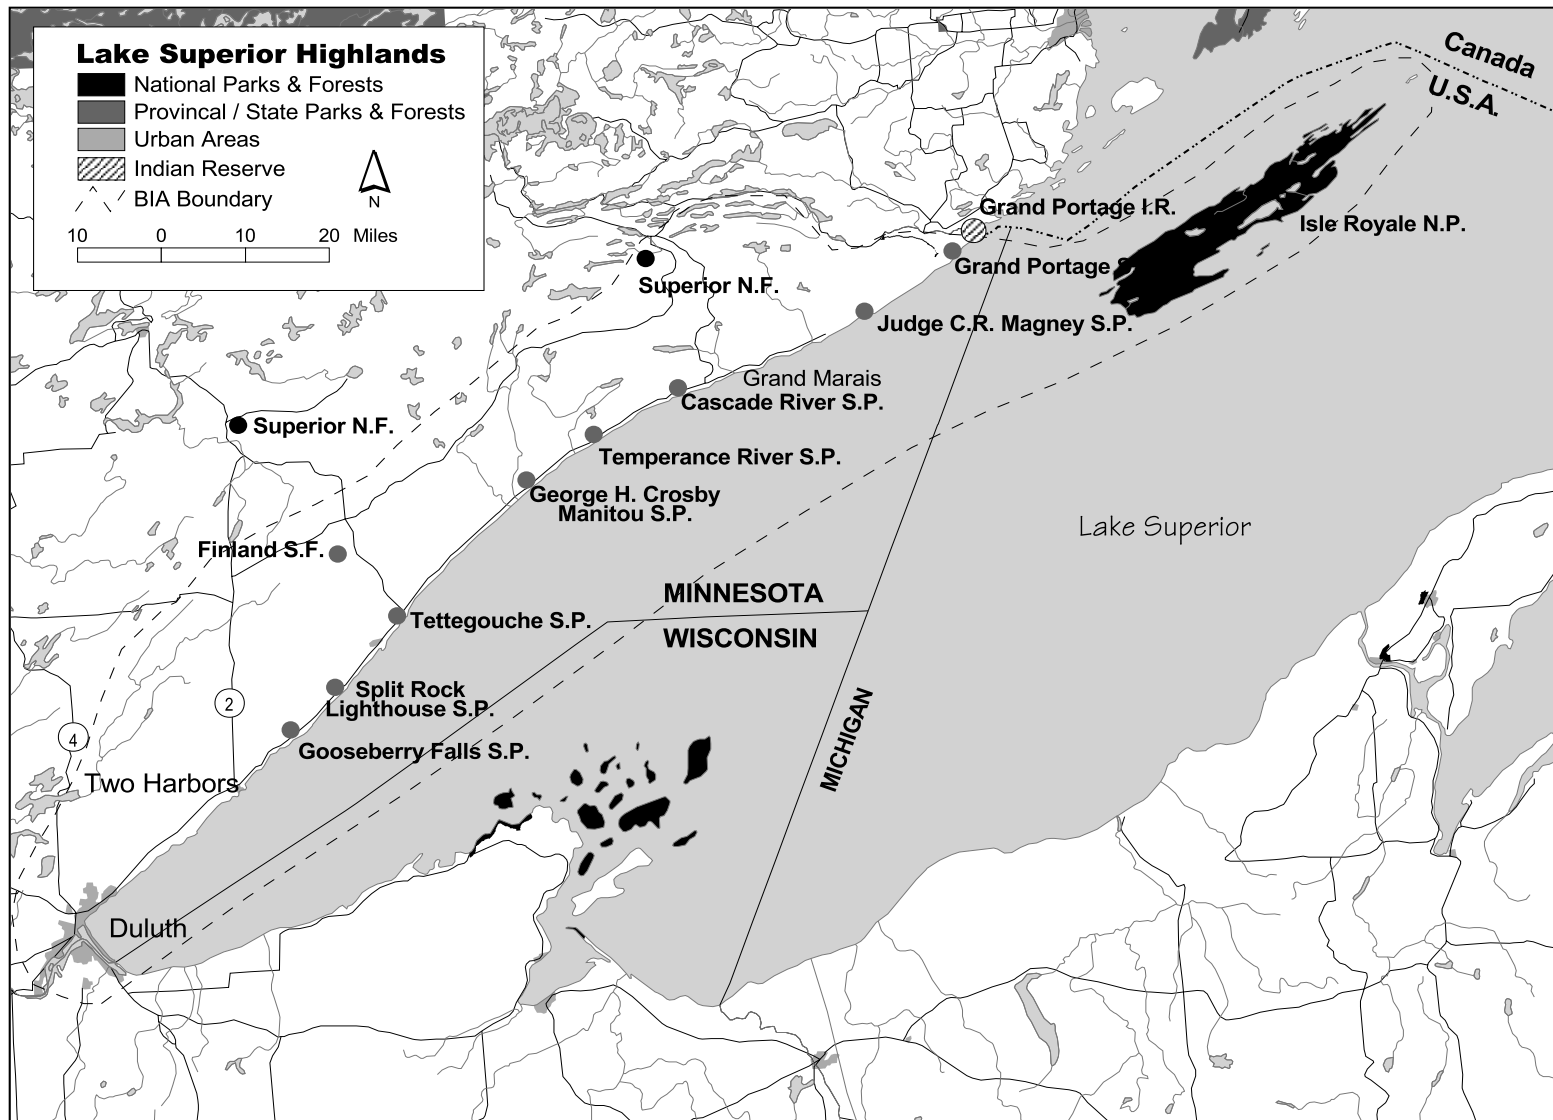 Lake Superior Highlands
National Parks & Forests
Provincal / State Parks & Forests
Urban Areas
Indian Reserve
BIA Boundary
N
10 0 10 20 Miles
Canada
U.S.A.
Grand Portage I.R.
Isle Royale N.P.
Grand Portage S
Superior N.F.
Judge C.R. Magney S.P.
Grand Marais
Cascade River S.P.
Superior N.F.
Temperance River S.P.
George H. Crosby
Manitou S.P.
Lake Superior
Finland S.F.
MINNESOTA
Tettegouche S.P.
WISCONSIN
Split Rock
Lighthouse S.P.
2
MICHIGAN
4
Gooseberry Falls S.P.
Two Harbors
Duluth